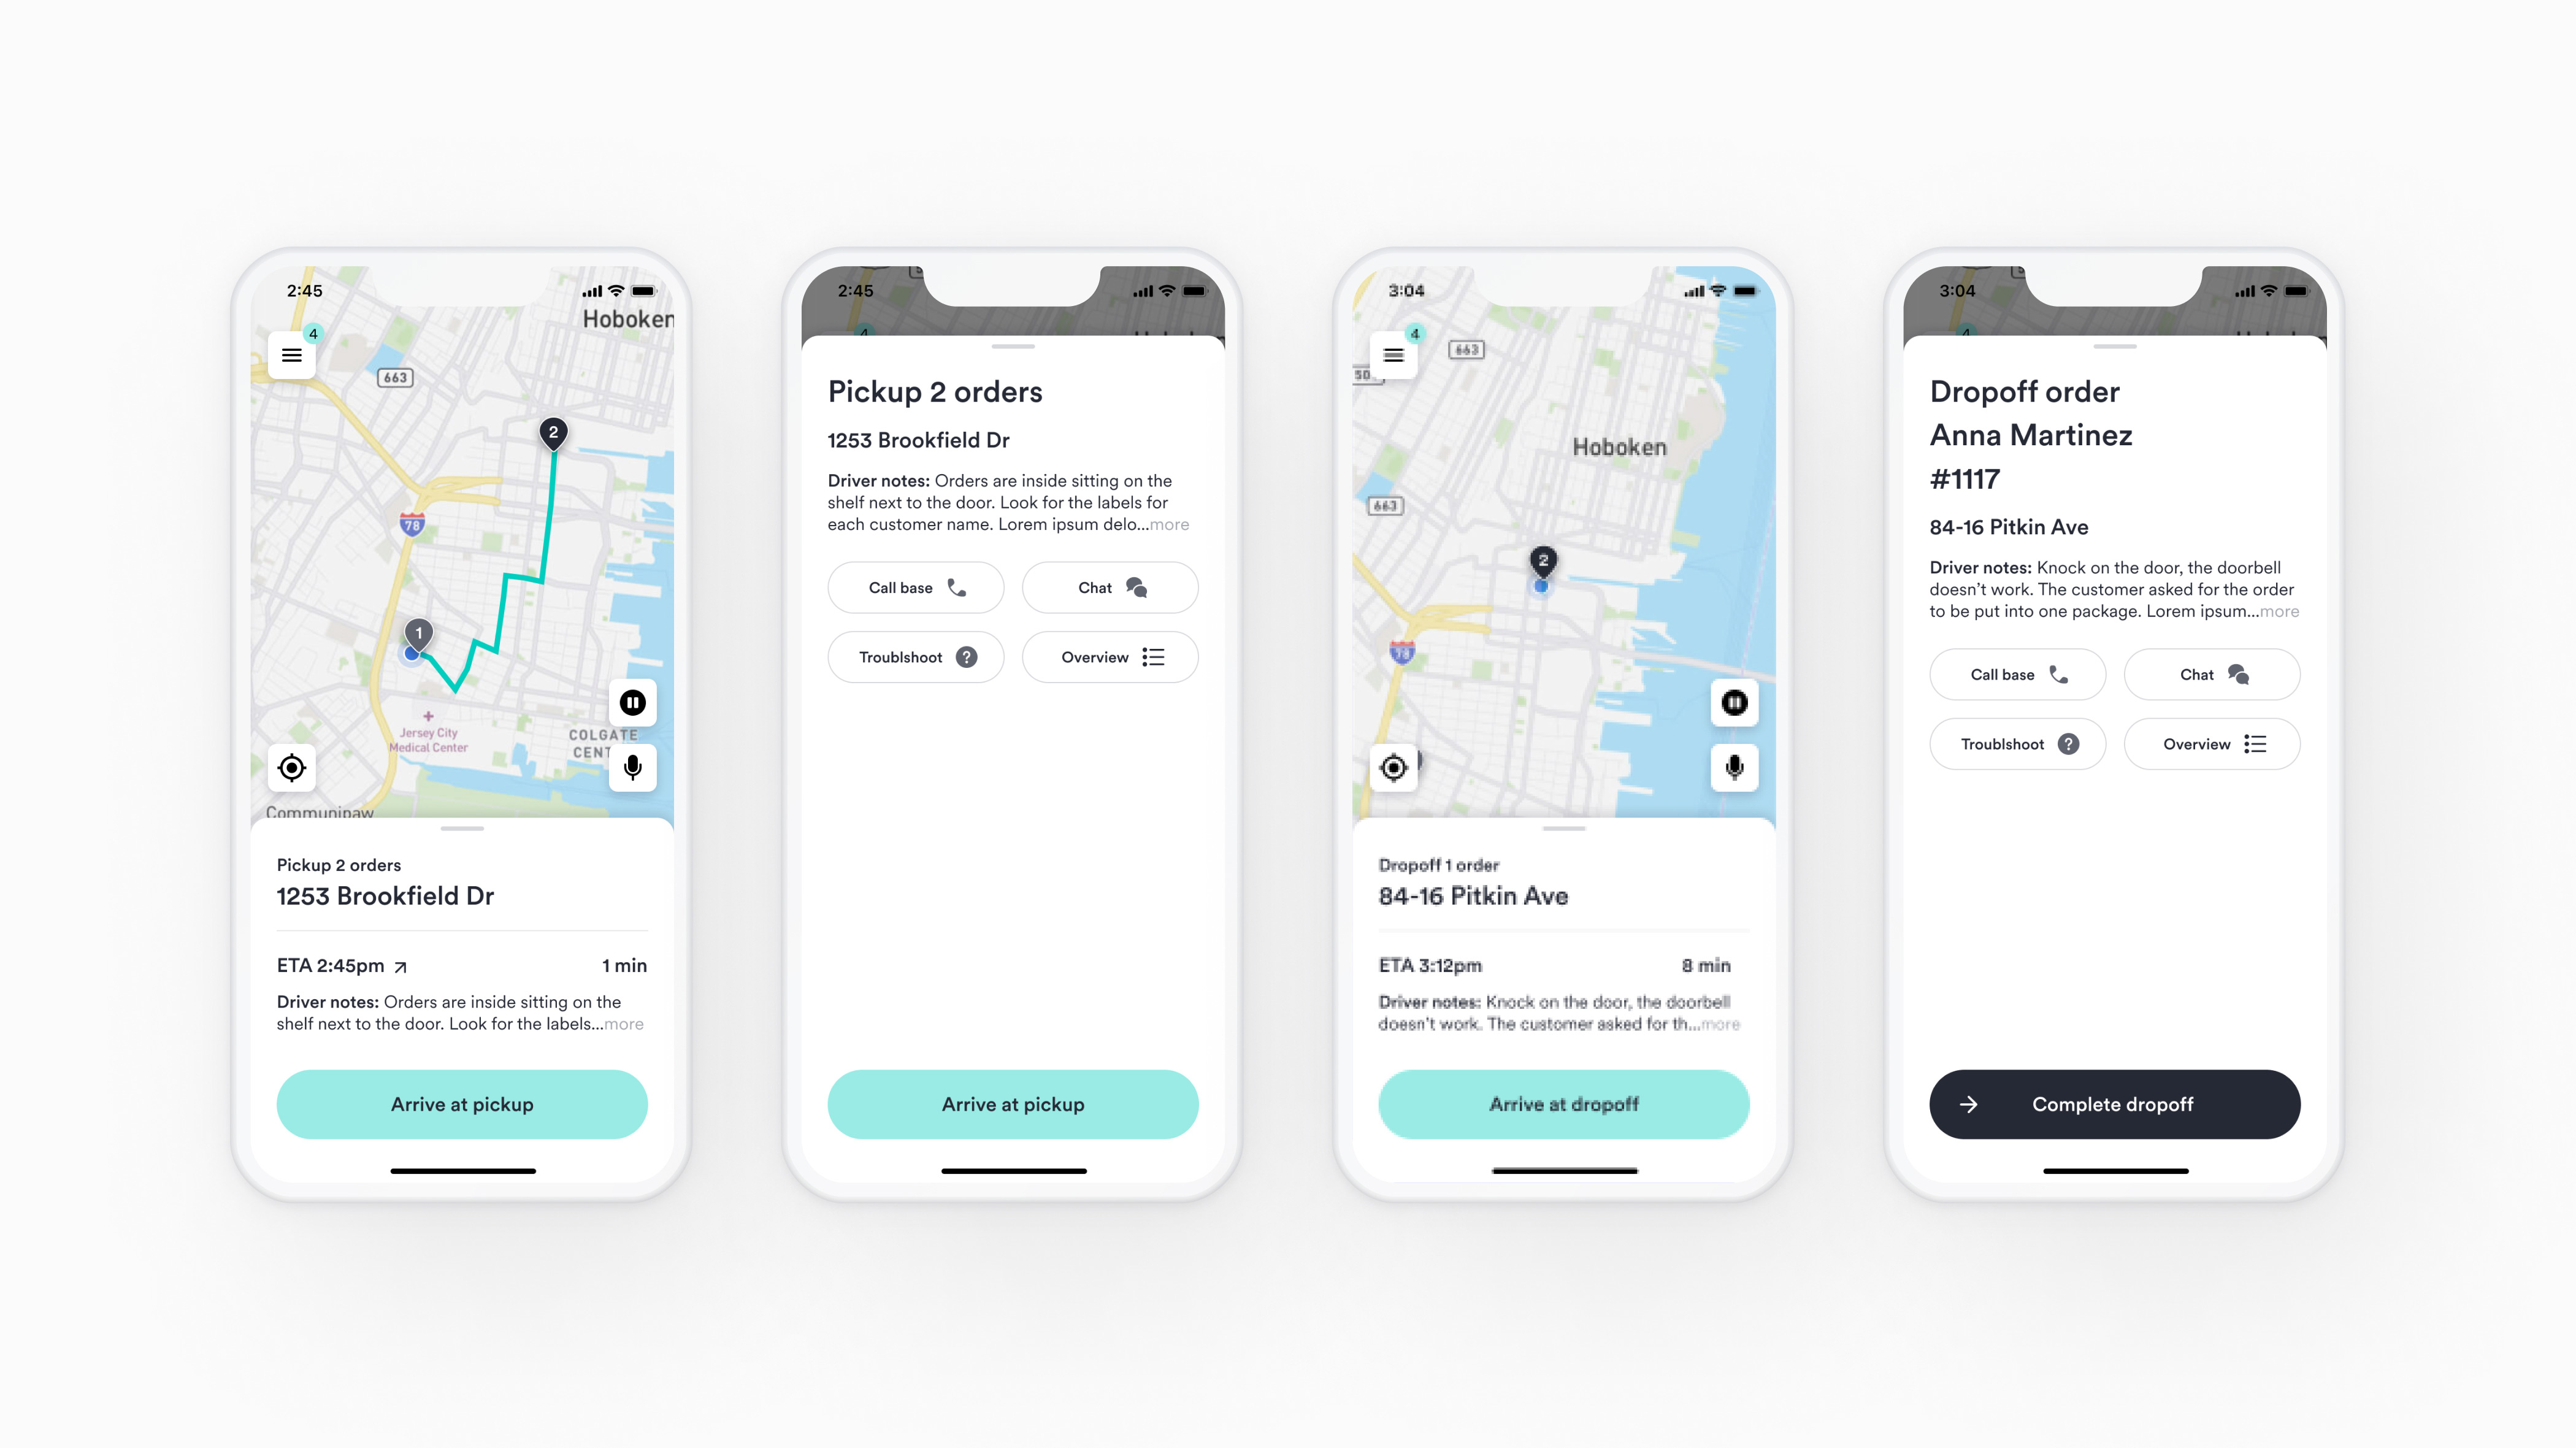 2:45
4
Hoboken
663
2
78
1
Jersey City
Medical Center
COLGATE
CENT
Communipaw
Pickup 2 orders
1253 Brookfield Dr
ETA 2:45pm
1 min
Driver notes: Orders are inside sitting on the
shelf next to the door. Look for the labels...more
Arrive at pickup
2:45
4
Pickup 2 orders
1253 Brookfield Dr
Driver notes: Orders are inside sitting on the
shelf next to the door. Look for the labels for
each customer name. Lorem ipsum delo...more
Call base
Chat
Troublshoot ?
Overview
Arrive at pickup
3:04
4
663
50
Hoboken
663
2
78
Dropoff 1 order
84-16 Pitkin Ave
ETA 3:12pm
8 min
Driver notes: Knock on the door, the doorbell
doesn't work. The customer asked for th...more
Arrive at dropoff
3:04
4
Dropoff order
Anna Martinez
#1117
84-16 Pitkin Ave
Driver notes: Knock on the door, the doorbell
doesn't work. The customer asked for the order
to be put into one package. Lorem ipsum...more
Call base
Chat
Troublshoot ?
Overview
Complete dropoff